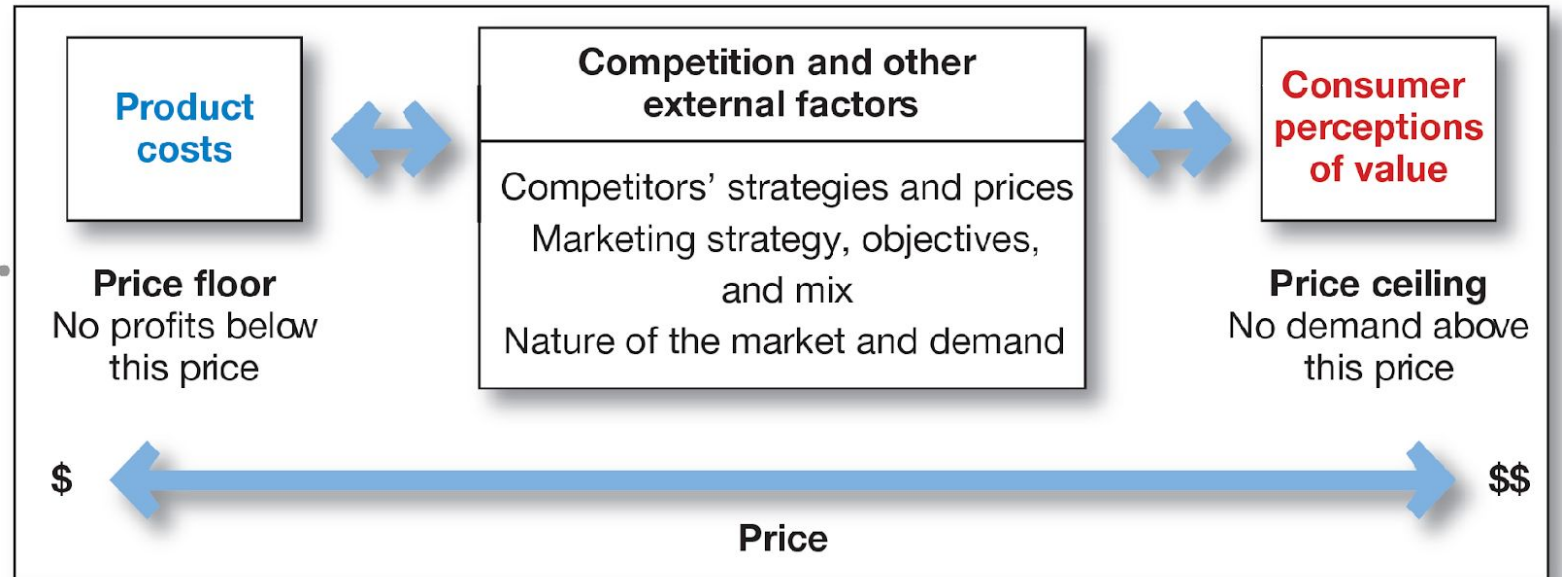 Product
costs
Price floor
No profits below
this price
Competition and other
external factors
Competitors’ strategies and prices
Marketing strategy, objectives,
and mix
Nature of the market and demand
Consumer
perceptions
of value
Price ceiling
No demand above
this price
$
$$
Price